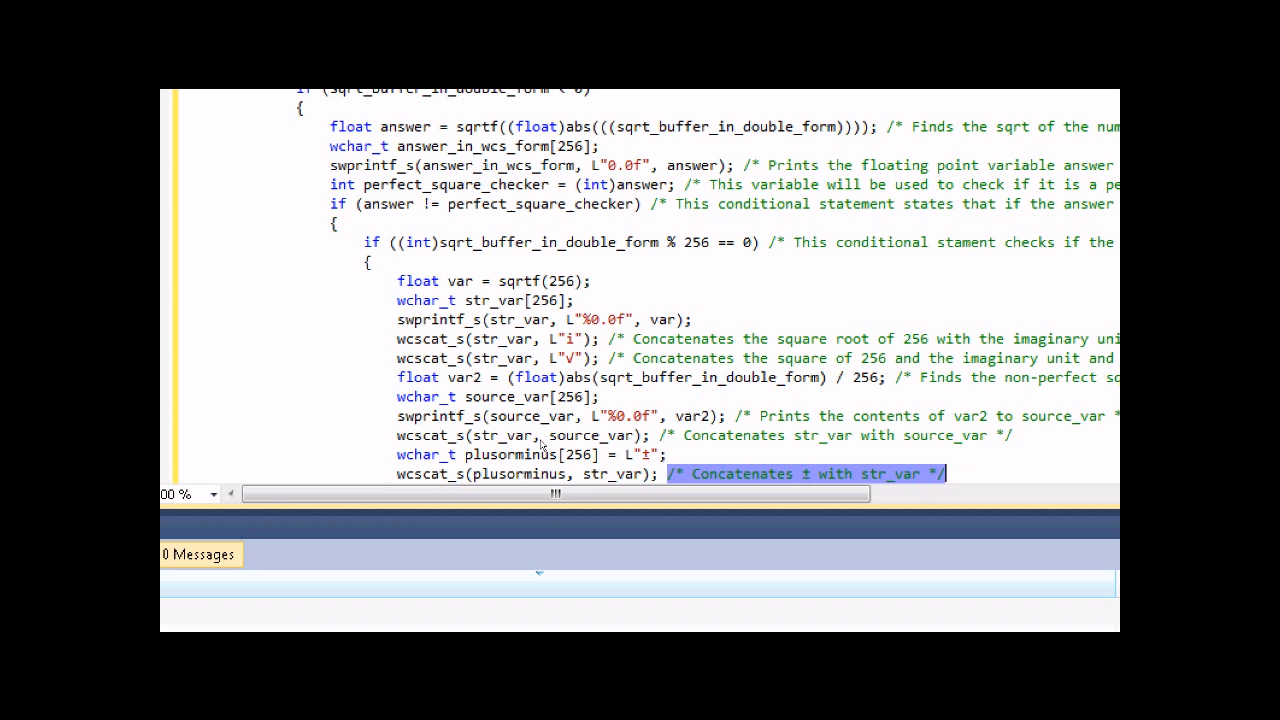 if (sqrt_buffer_in_double_form < 0)
{
float answer = sqrtf((float)abs(((sqrt_buffer_in_double_form)))); /* Finds the sqrt of the num
wchar_t answer_in_wcs_form[256];
swprintf_s(answer_in_wcs_form, L"0.0f", answer); /* Prints the floating point variable answer
int perfect_square_checker = (int)answer; /* This variable will be used to check if it is a pe
if (answer != perfect_square_checker) /* This conditional statement states that if the answer
{
if ((int)sqrt_buffer_in_double_form % 256 == 0) /* This conditional stament checks if the
{
float var = sqrtf(256);
wchar_t str_var[256];
swprintf_s(str_var, L"%0.0f", var);
wcscat_s(str_var, L"i"); /* Concatenates the square root of 256 with the imaginary uni
wcscat_s(str_var, L"√"); /* Concatenates the square of 256 and the imaginary unit and
float var2 = (float)abs(sqrt_buffer_in_double_form) / 256; /* Finds the non-perfect sq
wchar_t source_var[256];
swprintf_s(source_var, L"%0.0f", var2); /* Prints the contents of var2 to source_var *
wcscat_s(str_var, source_var); /* Concatenates str_var with source_var */
wchar_t plusorminus[256] = L"±";
wcscat_s(plusorminus, str_var); /* Concatenates ± with str_var */
00 %
0 Messages